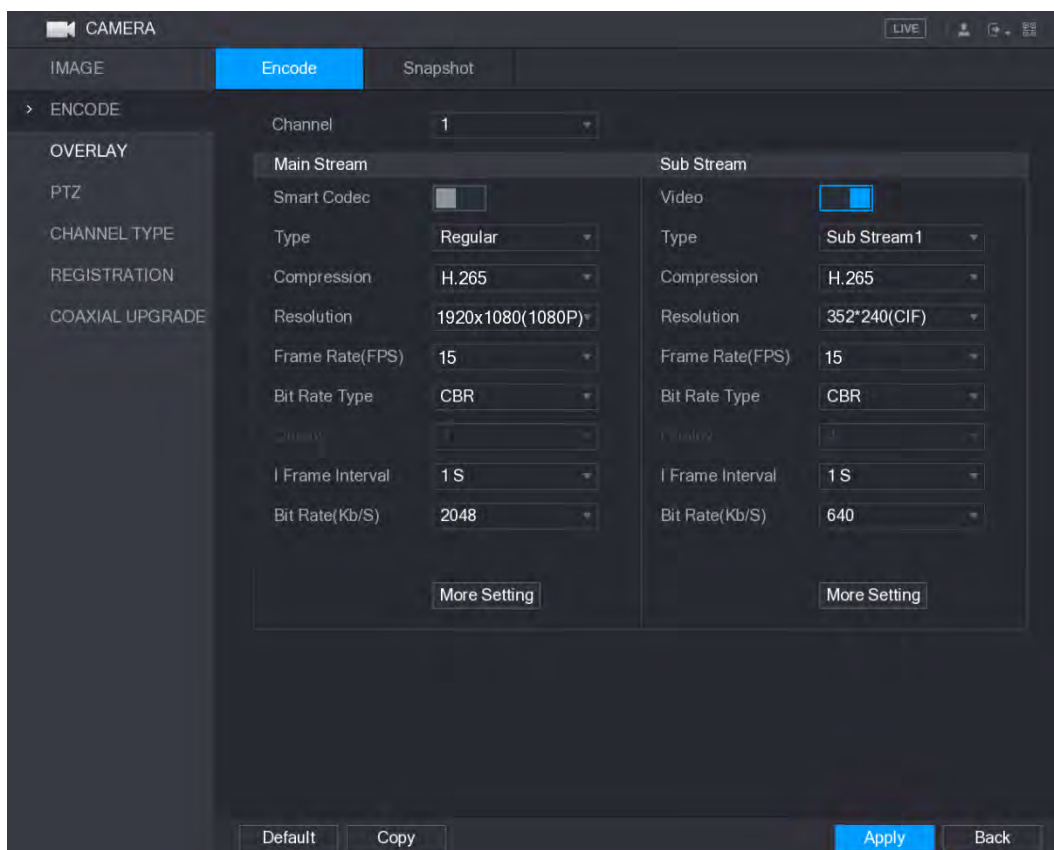 CAMERA LIVE
IMAGE Encode Snapshot
> ENCODE
Channel 1
OVERLAY
Main Stream Sub Stream
PTZ Smart Codec Video
CHANNEL TYPE Type Regular Type Sub Stream1
REGISTRATION Compression H.265 Compression H.265
COAXIAL UPGRADE Resolution 1920x1080(1080P) Resolution 352*240(CIF)
Frame Rate(FPS) 15 Frame Rate(FPS) 15
Bit Rate Type CBR Bit Rate Type CBR
I Frame Interval 1 S I Frame Interval 1 S
Bit Rate(Kb/S) 2048 Bit Rate(Kb/S) 640
More Setting More Setting
Default Copy Apply Back